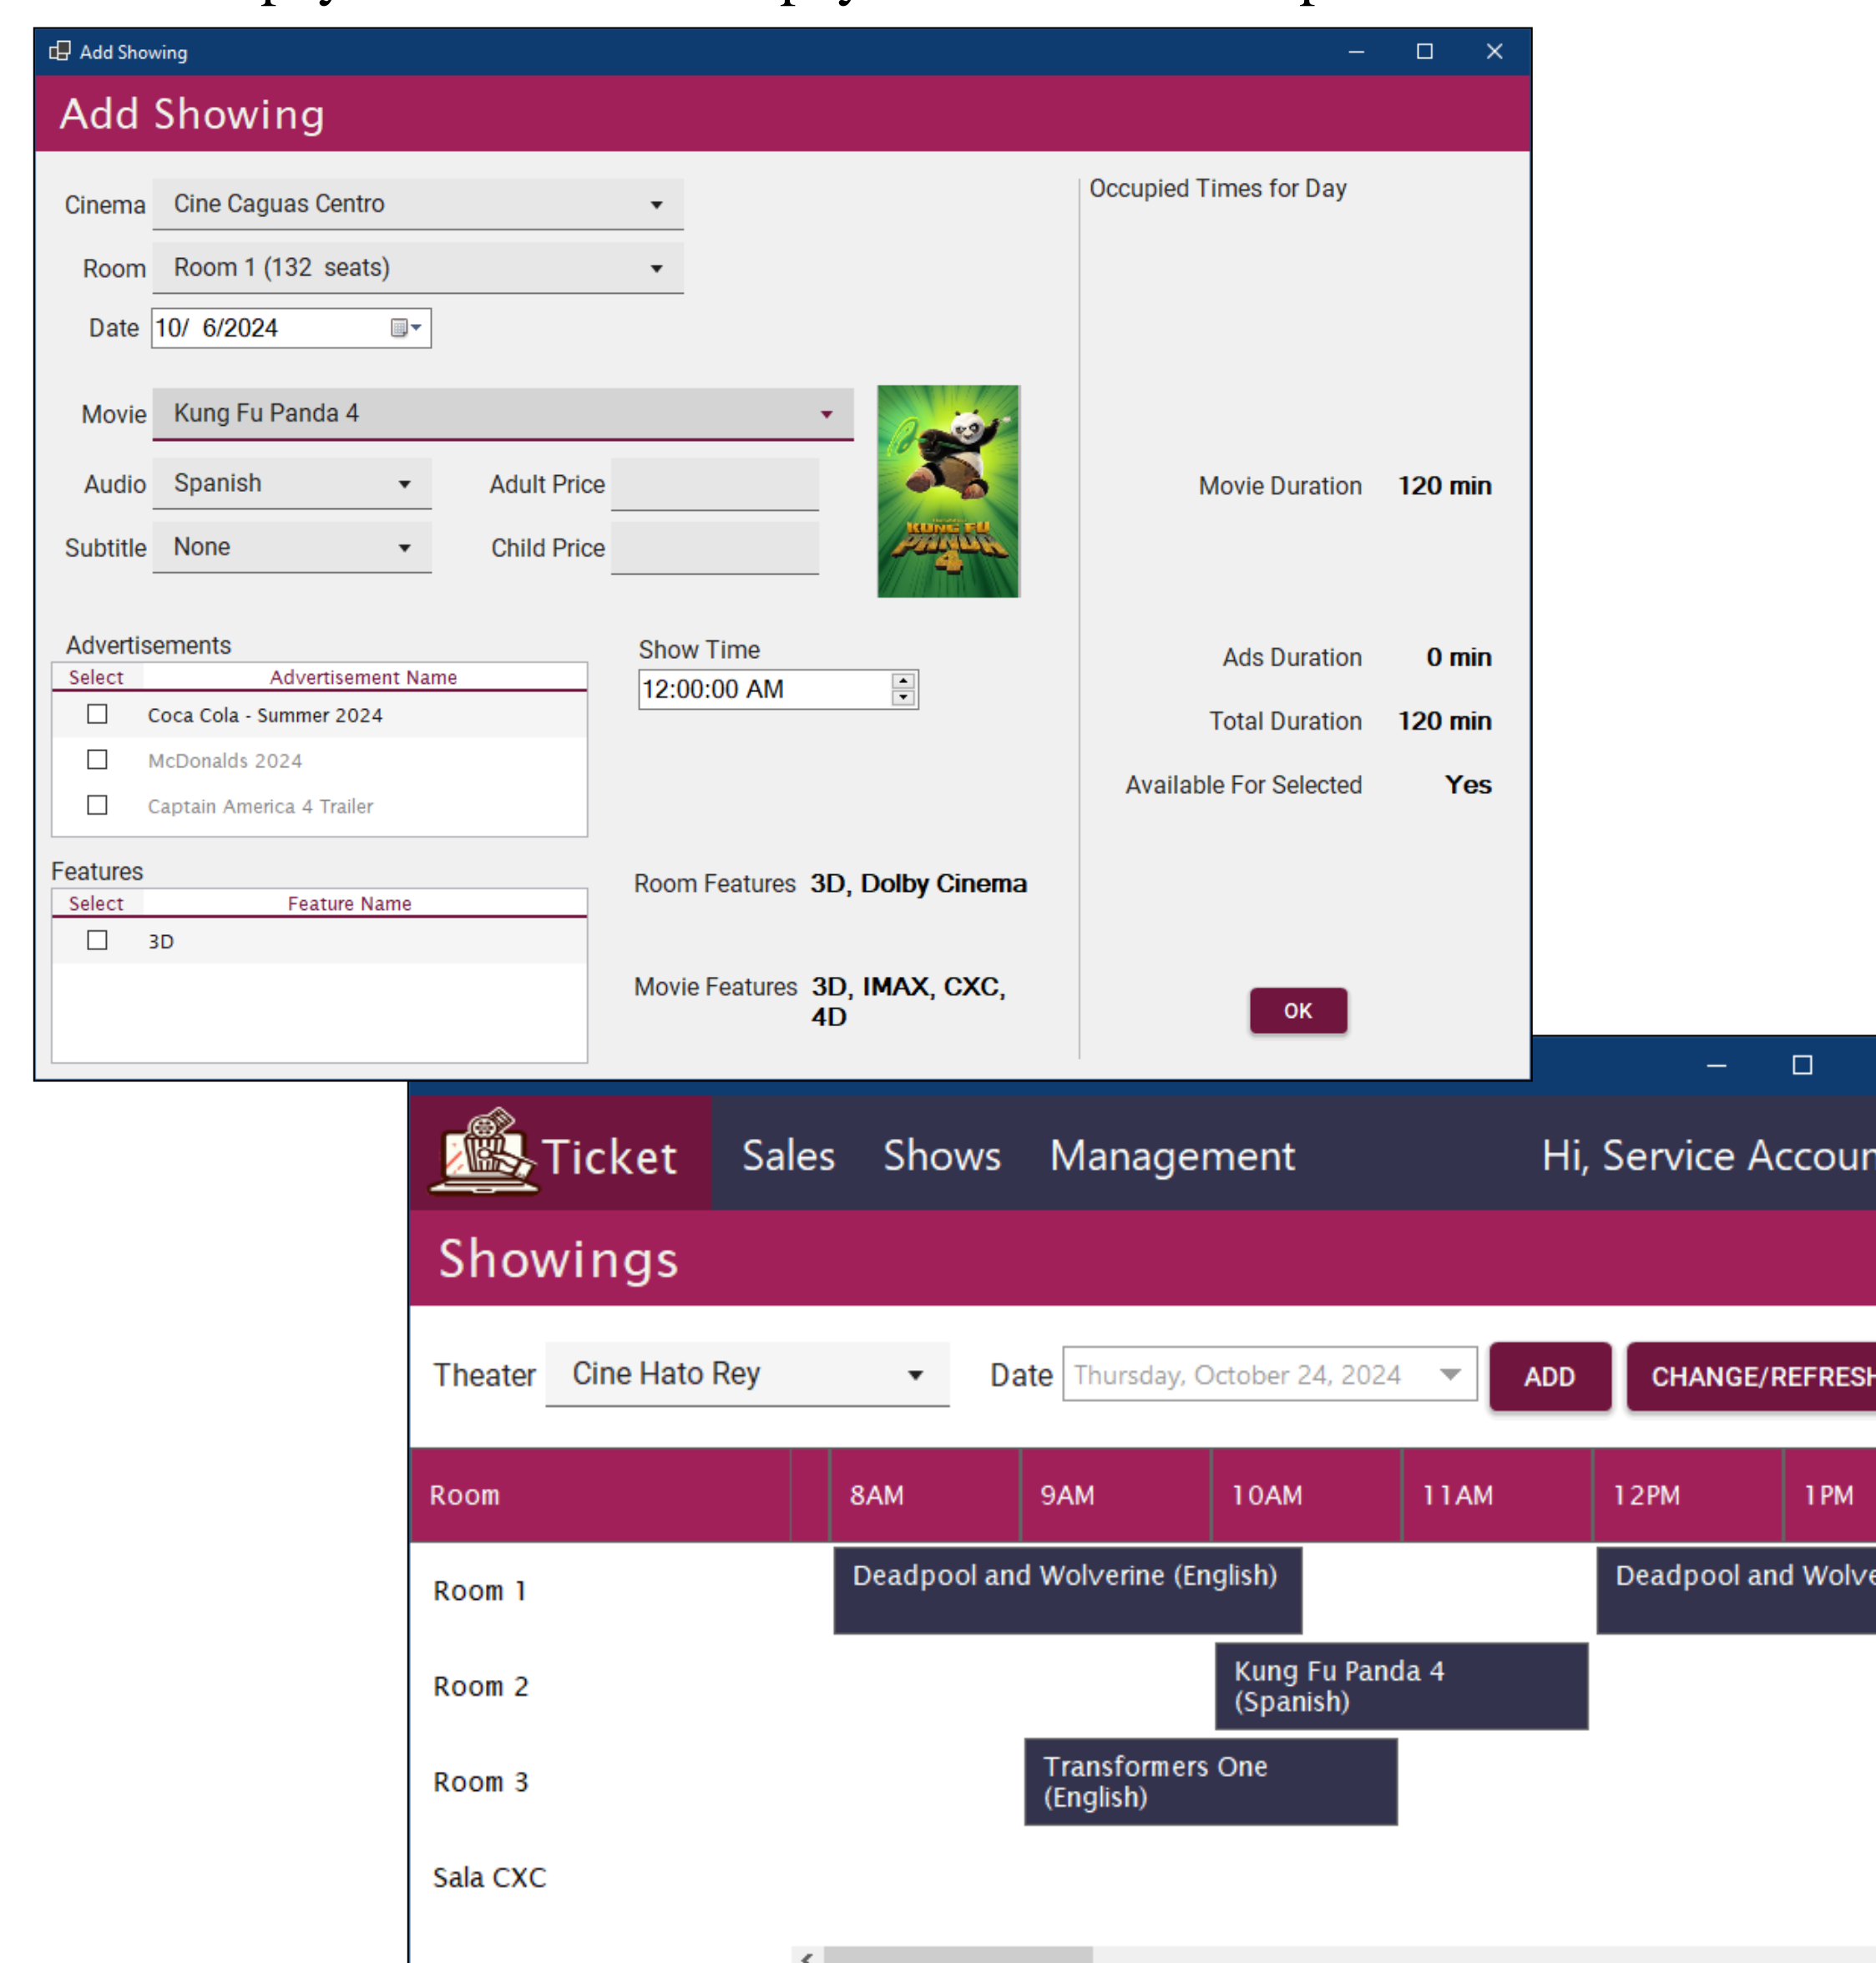 Add Showing
Add Showing
Cinema Cine Caguas Centro
Room Room 1 (132 seats)
Date 10/ 6/2024
Movie Kung Fu Panda 4
Audio Spanish Adult Price
Subtitle None Child Price
KUNG FU
PANDA
4
Advertisements
Select Advertisement Name
Coca Cola - Summer 2024
McDonalds 2024
Captain America 4 Trailer
Show Time
12:00:00 AM
Features
Select Feature Name
3D
Room Features 3D, Dolby Cinema
Movie Features 3D, IMAX, CXC,
4D
Occupied Times for Day
Movie Duration 120 min
Ads Duration 0 min
Total Duration 120 min
Available For Selected Yes
OK
Ticket Sales Shows Management Hi, Service Accoun
Showings
Theater Cine Hato Rey Date Thursday, October 24, 2024 ADD CHANGE/REFRESH
Room 8AM 9AM 10AM 11AM 12PM 1PM
Room 1 Deadpool and Wolverine (English) Deadpool and Wolve
Room 2 Kung Fu Panda 4
(Spanish)
Room 3 Transformers One
(English)
Sala CXC